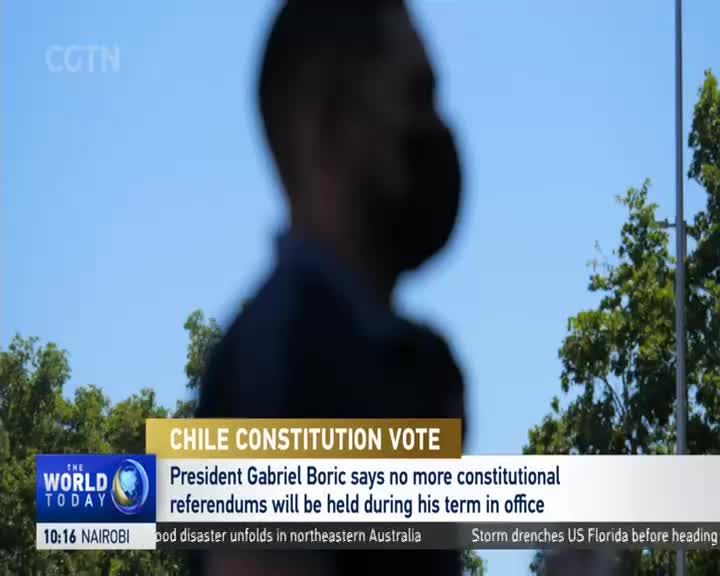 CGTN
CHILE CONSTITUTION VOTE
THE
WORLD
TODAY
President Gabriel Boric says no more constitutional
referendums will be held during his term in office
10:16 NAIROBI
disaster unfolds in northeastern Australia Storm drenches US Florida before heading